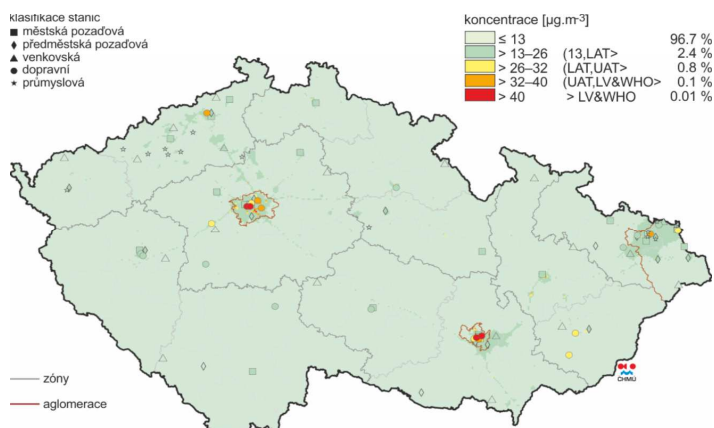 klasifikace stanic
městská pozaďová
předměstská pozaďová
venkovská
dopravní
průmyslová
koncentrace [µg.m-3]
≤ 13 96.7 %
> 13–26 (13,LAT> 2.4 %
> 26–32 (LAT,UAT> 0.8 %
> 32–40 (UAT,LV&WHO> 0.1 %
> 40 > LV&WHO 0.01 %
CHMÚ
zóny
aglomerace